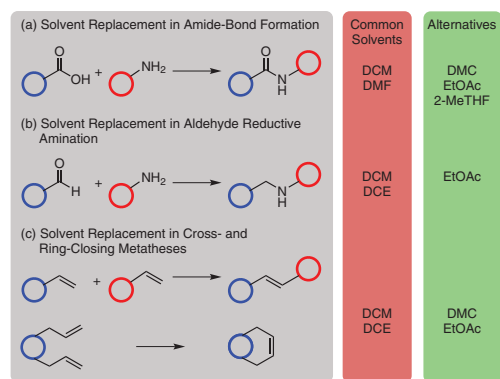 (a) Solvent Replacement in Amide-Bond Formation
Common
Solvents
Alternatives
O
OH
+
NH2
O
N
H
DCM
DMF
DMC
EtOAc
2-MeTHF
(b) Solvent Replacement in Aldehyde Reductive
Amination
O
H
+
NH2
N
H
DCM
DCE
EtOAc
(c) Solvent Replacement in Cross- and
Ring-Closing Metatheses
+
DCM
DCE
DMC
EtOAc